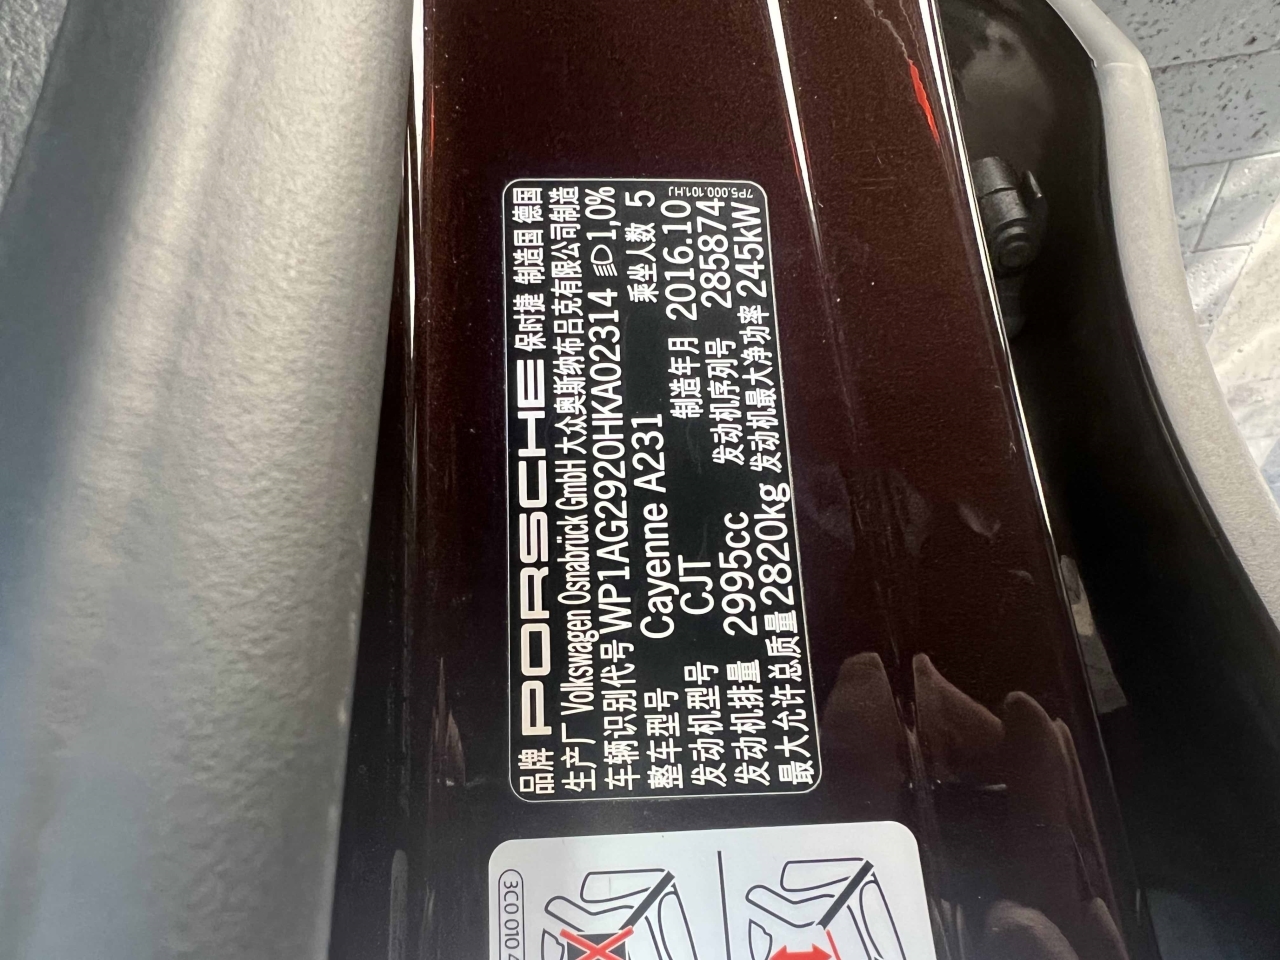 品牌 PORSCHE 保时捷 制造国 德国
生产厂 Volkswagen Osnabrück GmbH 大众奥斯纳布吕克有限公司制造
车辆识别代号 WP1AG2920HKA02314 1,0%
整车型号 Cayenne A231 乘坐人数 5
发动机型号 CJT 制造年月 2016.10
发动机排量 2995cc 发动机序列号 285874
最大允许总质量 2820kg 发动机最大净功率 245kW
7P5.000.101.HJ
3C0 010